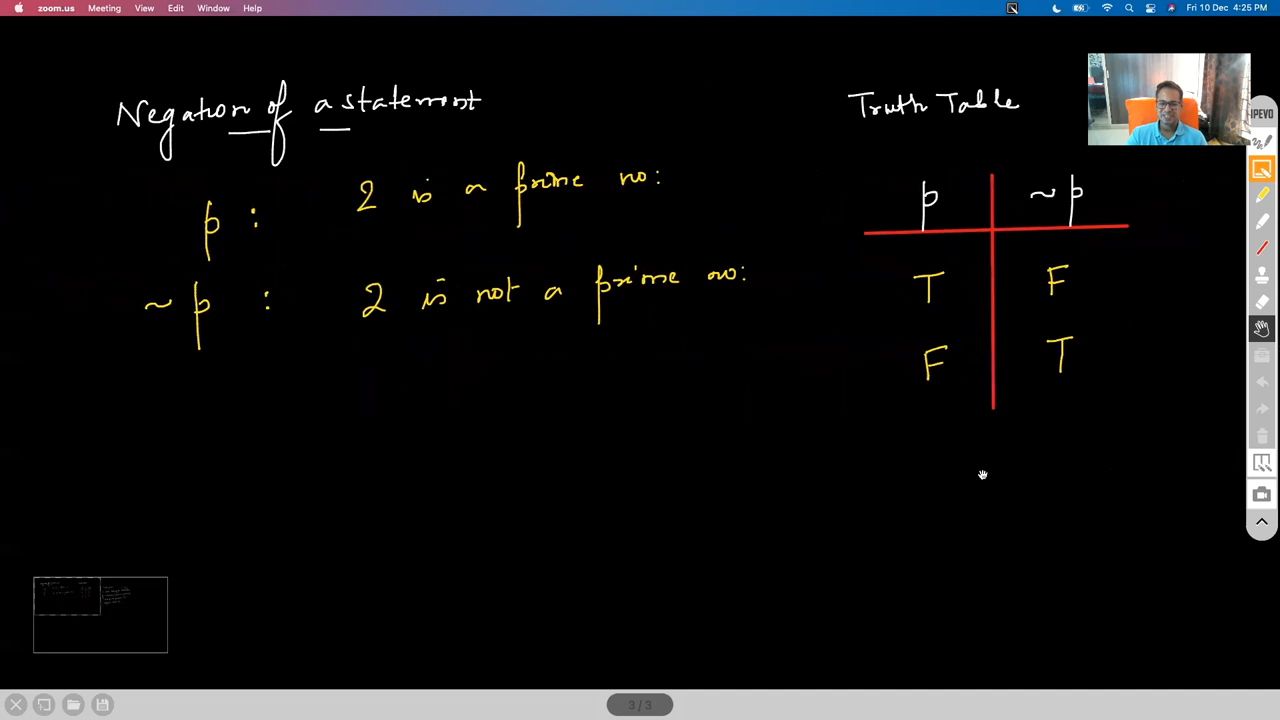 zoom.us Meeting View Edit Window Help Fri 10 Dec 4:25 PM
Negation of a statement
Truth Table
IPEVO
p : 2 is a prime no:
~p : 2 is not a prime no:
p ~p
T F
F T
3 / 3